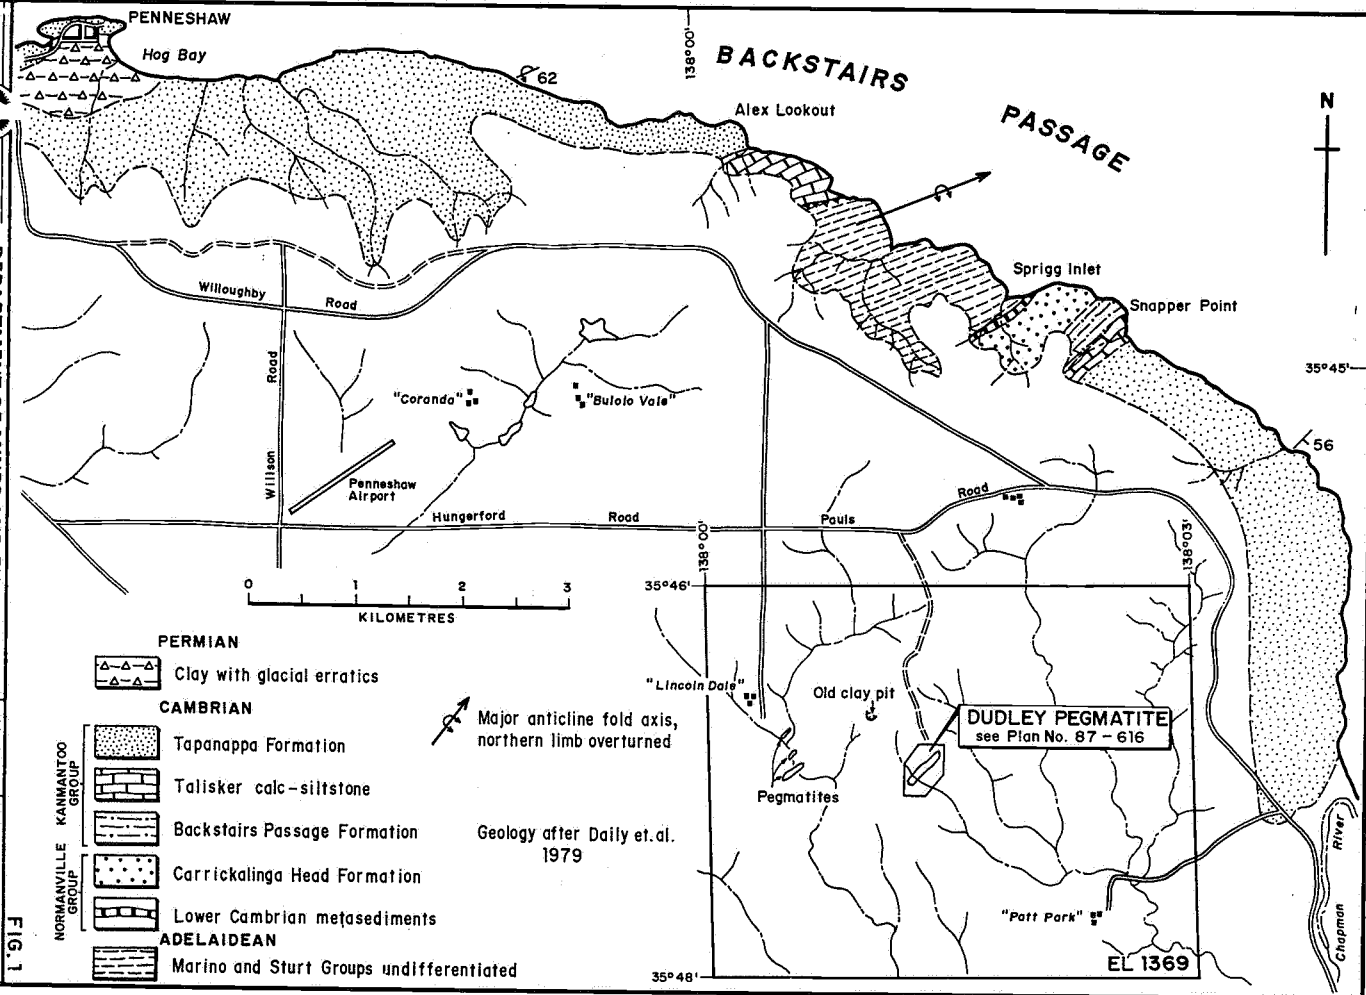 PENNESHAW
Hog Bay
138°00'
BACKSTAIRS
PASSAGE
62
Alex Lookout
N
Sprigg Inlet
Snapper Point
35°45'
Willoughby Road
Willson Road
"Coranda"
"Bulolo Vale"
56
Penneshaw
Airport
Hungerford Road
Pauls Road
138°00'
138°03'
35°46'
0 1 2 3
KILOMETRES
"Lincoln Dale"
Old clay pit
DUDLEY PEGMATITE
see Plan No. 87-616
Pegmatites
"Patt Park"
EL 1369
35°48'
Chapman River
PERMIAN
Clay with glacial erratics
CAMBRIAN
KANMANTOO
GROUP
Tapanappa Formation
Talisker calc-siltstone
Backstairs Passage Formation
NORMANVILLE
GROUP
Carrickalinga Head Formation
Lower Cambrian metasediments
ADELAIDEAN
Marino and Sturt Groups undifferentiated
Major anticline fold axis,
northern limb overturned
Geology after Daily et. al.
1979
FIG. 1